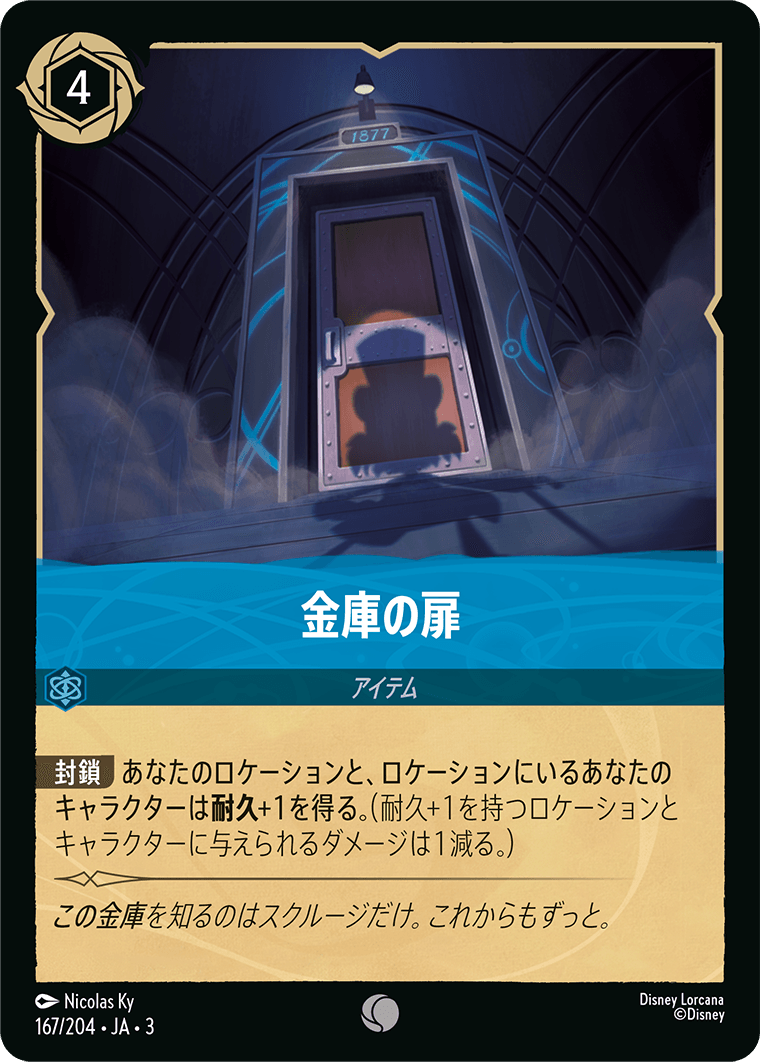 4
1877
金庫の扉
アイテム
封鎖 あなたのロケーションと、ロケーションにいるあなたの
キャラクターは耐久+1を得る。(耐久+1を持つロケーションと
キャラクターに与えられるダメージは1減る。)
この金庫を知るのはスクルージだけ。これからもずっと。
Nicolas Ky
167/204 • JA • 3
Disney Lorcana
©Disney